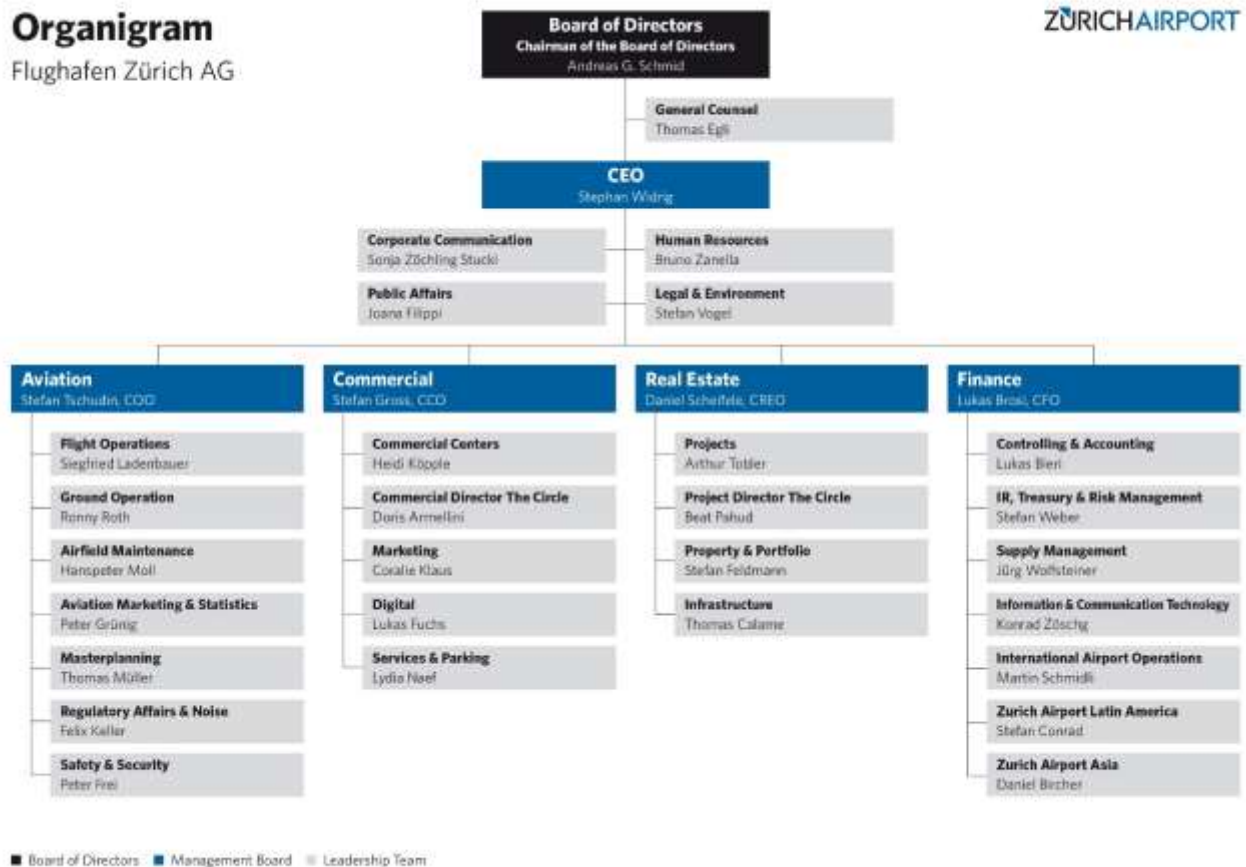 Organigram
Flughafen Zürich AG
ZÜRICHAIRPORT
Board of Directors
Chairman of the Board of Directors
Andreas G. Schmid
General Counsel
Thomas Egli
CEO
Stephan Widrig
Corporate Communication
Sonja Zöchling Stucki
Human Resources
Bruno Zanella
Public Affairs
Joana Filippi
Legal & Environment
Stefan Vogel
Aviation
Stefan Tschudin, COO
Flight Operations
Siegfried Ladenbauer
Ground Operation
Ronny Roth
Airfield Maintenance
Hanspeter Moll
Aviation Marketing & Statistics
Peter Grünig
Masterplanning
Thomas Müller
Regulatory Affairs & Noise
Felix Keller
Safety & Security
Peter Frei
Commercial
Stefan Gross, CCO
Commercial Centers
Heidi Köpple
Commercial Director The Circle
Doris Armellini
Marketing
Coralie Klaus
Digital
Lukas Fuchs
Services & Parking
Lydia Naef
Real Estate
Daniel Scheifele, CREO
Projects
Arthur Tobler
Project Director The Circle
Beat Pahud
Property & Portfolio
Stefan Feldmann
Infrastructure
Thomas Calame
Finance
Lukas Brosi, CFO
Controlling & Accounting
Lukas Bieri
IR, Treasury & Risk Management
Stefan Weber
Supply Management
Jürg Wolfsteiner
Information & Communication Technology
Konrad Zöschg
International Airport Operations
Martin Schmidli
Zurich Airport Latin America
Stefan Conrad
Zurich Airport Asia
Daniel Bircher
Board of Directors Management Board Leadership Team